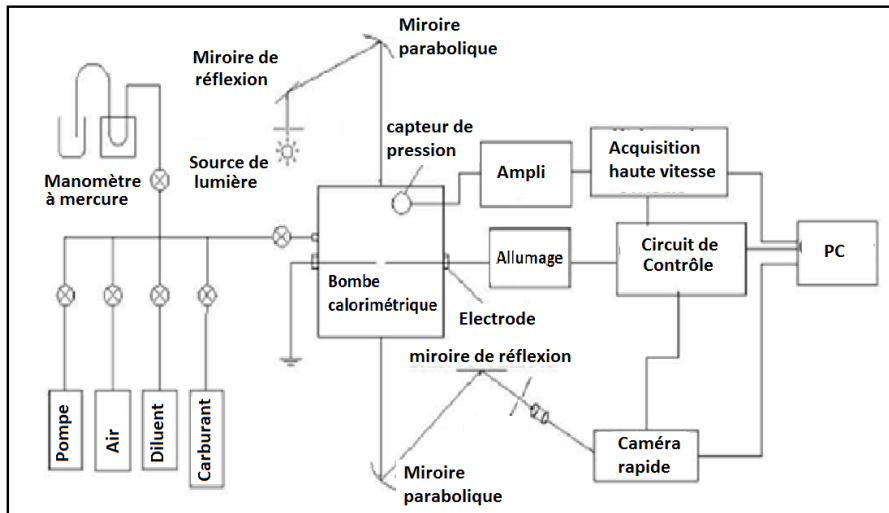 Miroire
parabolique
Miroire de
réflexion
capteur de
pression
Source de
lumière
Manomètre
à mercure
Ampli
Acquisition
haute vitesse
Allumage
Circuit de
Contrôle
PC
Bombe
calorimétrique
Electrode
miroire de réflexion
Pompe
Air
Diluent
Carburant
Miroire
parabolique
Caméra
rapide